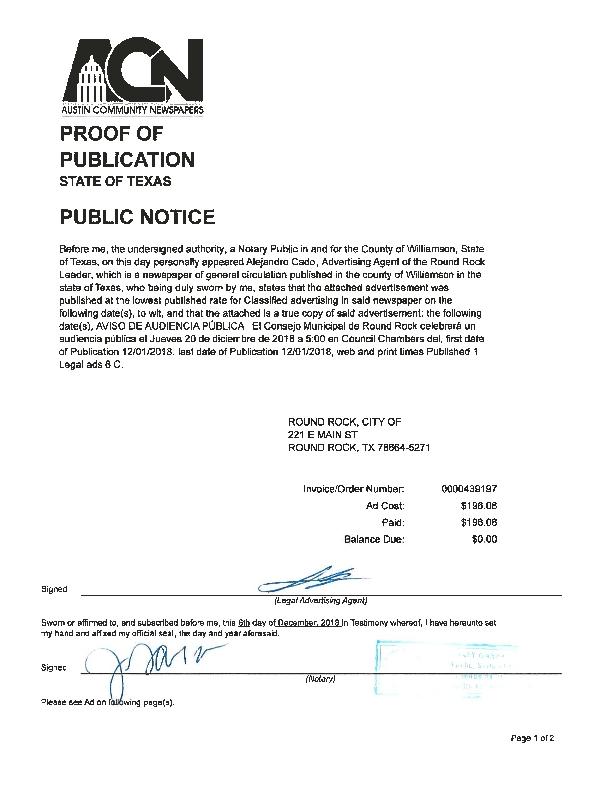 ACN
AUSTIN COMMUNITY NEWSPAPERS
PROOF OF
PUBLICATION
STATE OF TEXAS
PUBLIC NOTICE
Before me, the undersigned authority, a Notary Public in and for the County of Williamson, State
of Texas, on this day personally appeared Alejandro Cado, Advertising Agent of the Round Rock
Leader, which is a newspaper of general circulation published in the county of Williamson in the
state of Texas, who being duly sworn by me, states that the attached advertisement was
published at the lowest published rate for Classified advertising in said newspaper on the
following date(s), to wit, and that the attached is a true copy of said advertisement: the following
date(s), AVISO DE AUDIENCIA PÚBLICA El Consejo Municipal de Round Rock celebrerá un
audiencia pública el Jueves 20 de diciembre de 2018 a 5:00 en Council Chambers del, first date
of Publication 12/01/2018, last date of Publication 12/01/2018, web and print times Published 1
Legal ads 6 C.
ROUND ROCK, CITY OF
221 E MAIN ST
ROUND ROCK, TX 78664-5271
Invoice/Order Number: 0000439197
Ad Cost: $196.08
Paid: $196.08
Balance Due: $0.00
Signed
(Legal Advertising Agent)
Sworn or affirmed to, and subscribed before me, this 6th day of December, 2018 in Testimony whereof, I have hereunto set
my hand and affixed my official seal, the day and year aforesaid.
Signed
(Notary)
Please see Ad on following page(s).
Page 1 of 2